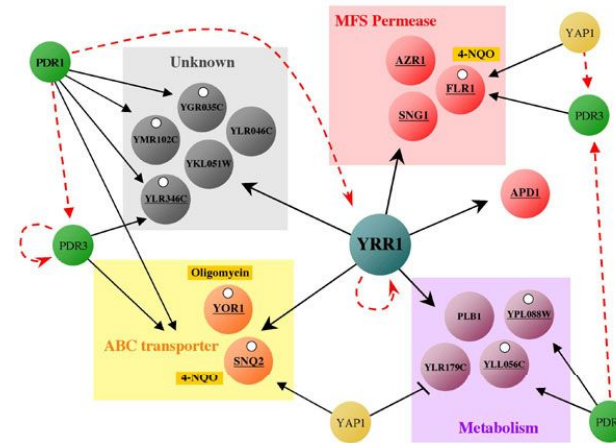 MFS Permease
YAP1
4-NQO
AZR1
FLR1
SNG1
PDR3
PDR1
Unknown
YGR035C
YMR102C
YLR046C
YKL051W
YLR346C
APD1
YRR1
PDR3
Oligomycin
YOR1
ABC transporter
SNQ2
4-NQO
PLB1
YPL088W
YLR179C
YLL056C
YAP1
Metabolism